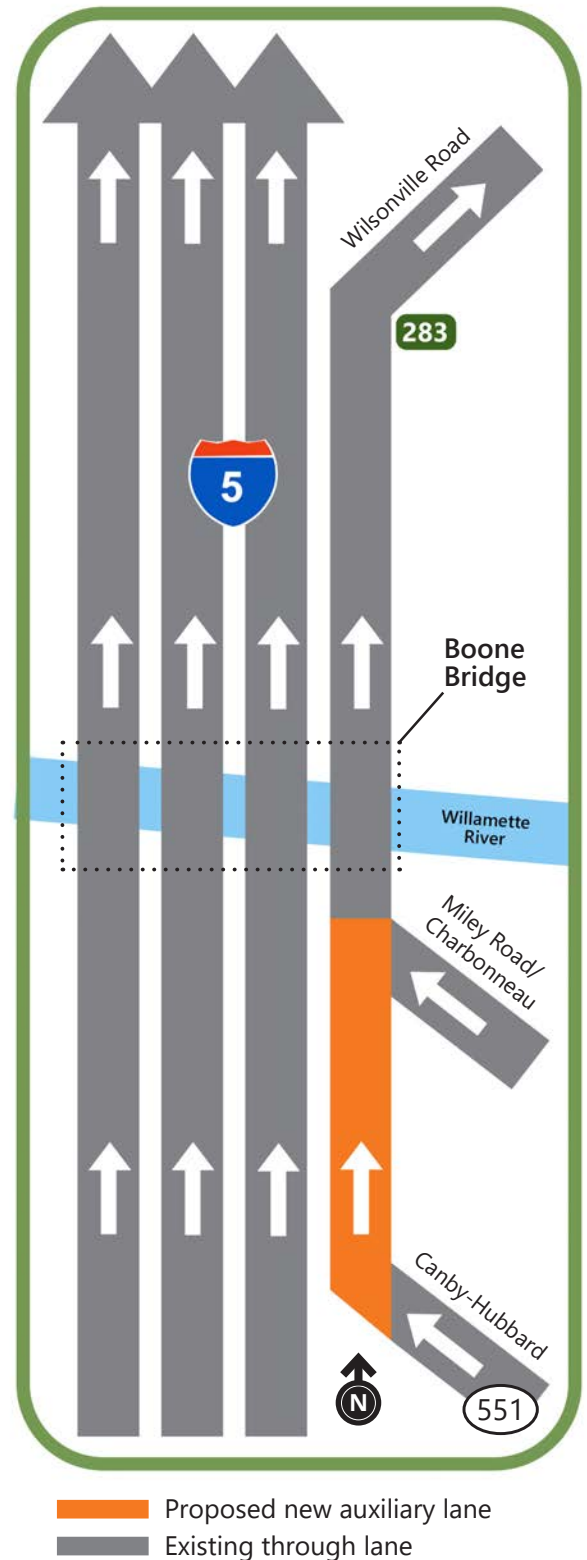 Wilsonville Road
283
5
Boone
Bridge
Willamette
River
Miley Road/
Charbonneau
Canby-Hubbard
N
551
Proposed new auxiliary lane
Existing through lane